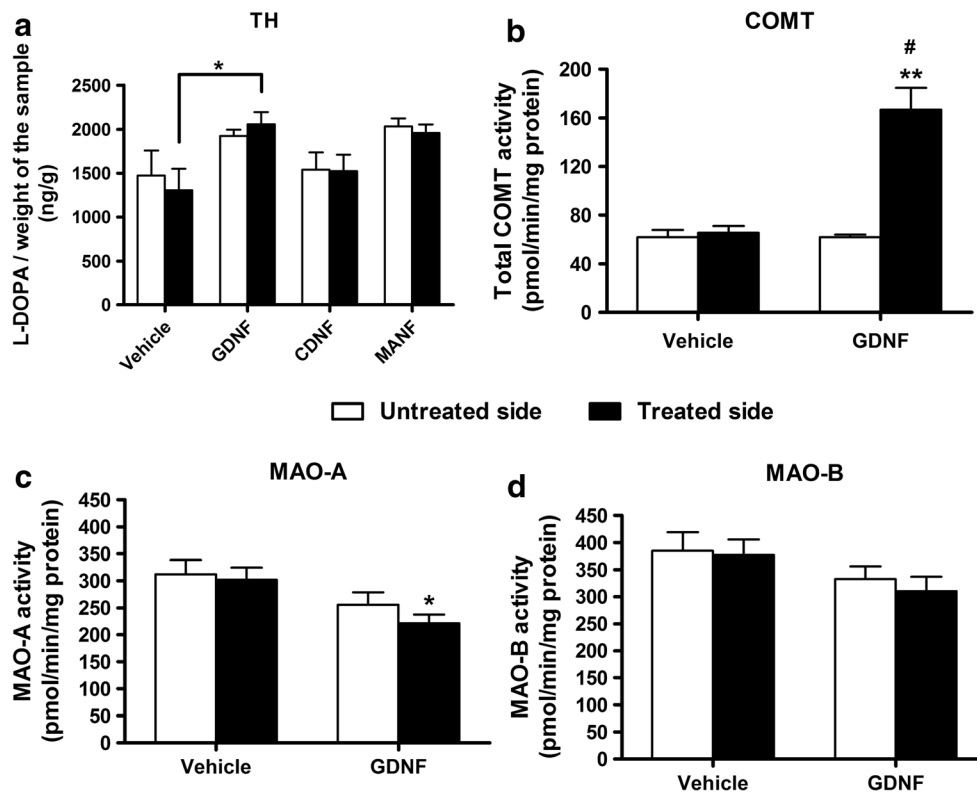 a
TH
L-DOPA / weight of the sample
(ng/g)
2500
2000
1500
1000
500
0
*
Vehicle
GDNF
CDNF
MANF
b
COMT
Total COMT activity
(pmol/min/mg protein)
200
160
120
80
40
0
#
**
Vehicle
GDNF
Untreated side
Treated side
c
MAO-A
MAO-A activity
(pmol/min/mg protein)
450
400
350
300
250
200
150
100
50
0
*
Vehicle
GDNF
d
MAO-B
MAO-B activity
(pmol/min/mg protein)
450
400
350
300
250
200
150
100
50
0
Vehicle
GDNF